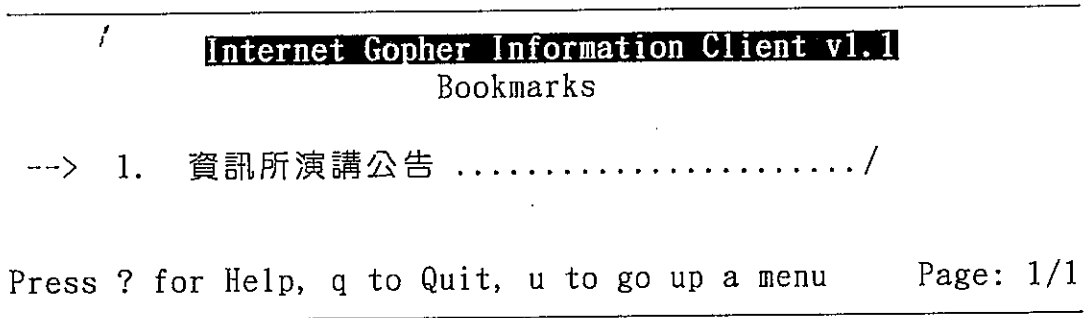 Internet Gopher Information Client v1.1
Bookmarks
--> 1. 資訊所演講公告 ......................./
Press ? for Help, q to Quit, u to go up a menu Page: 1/1